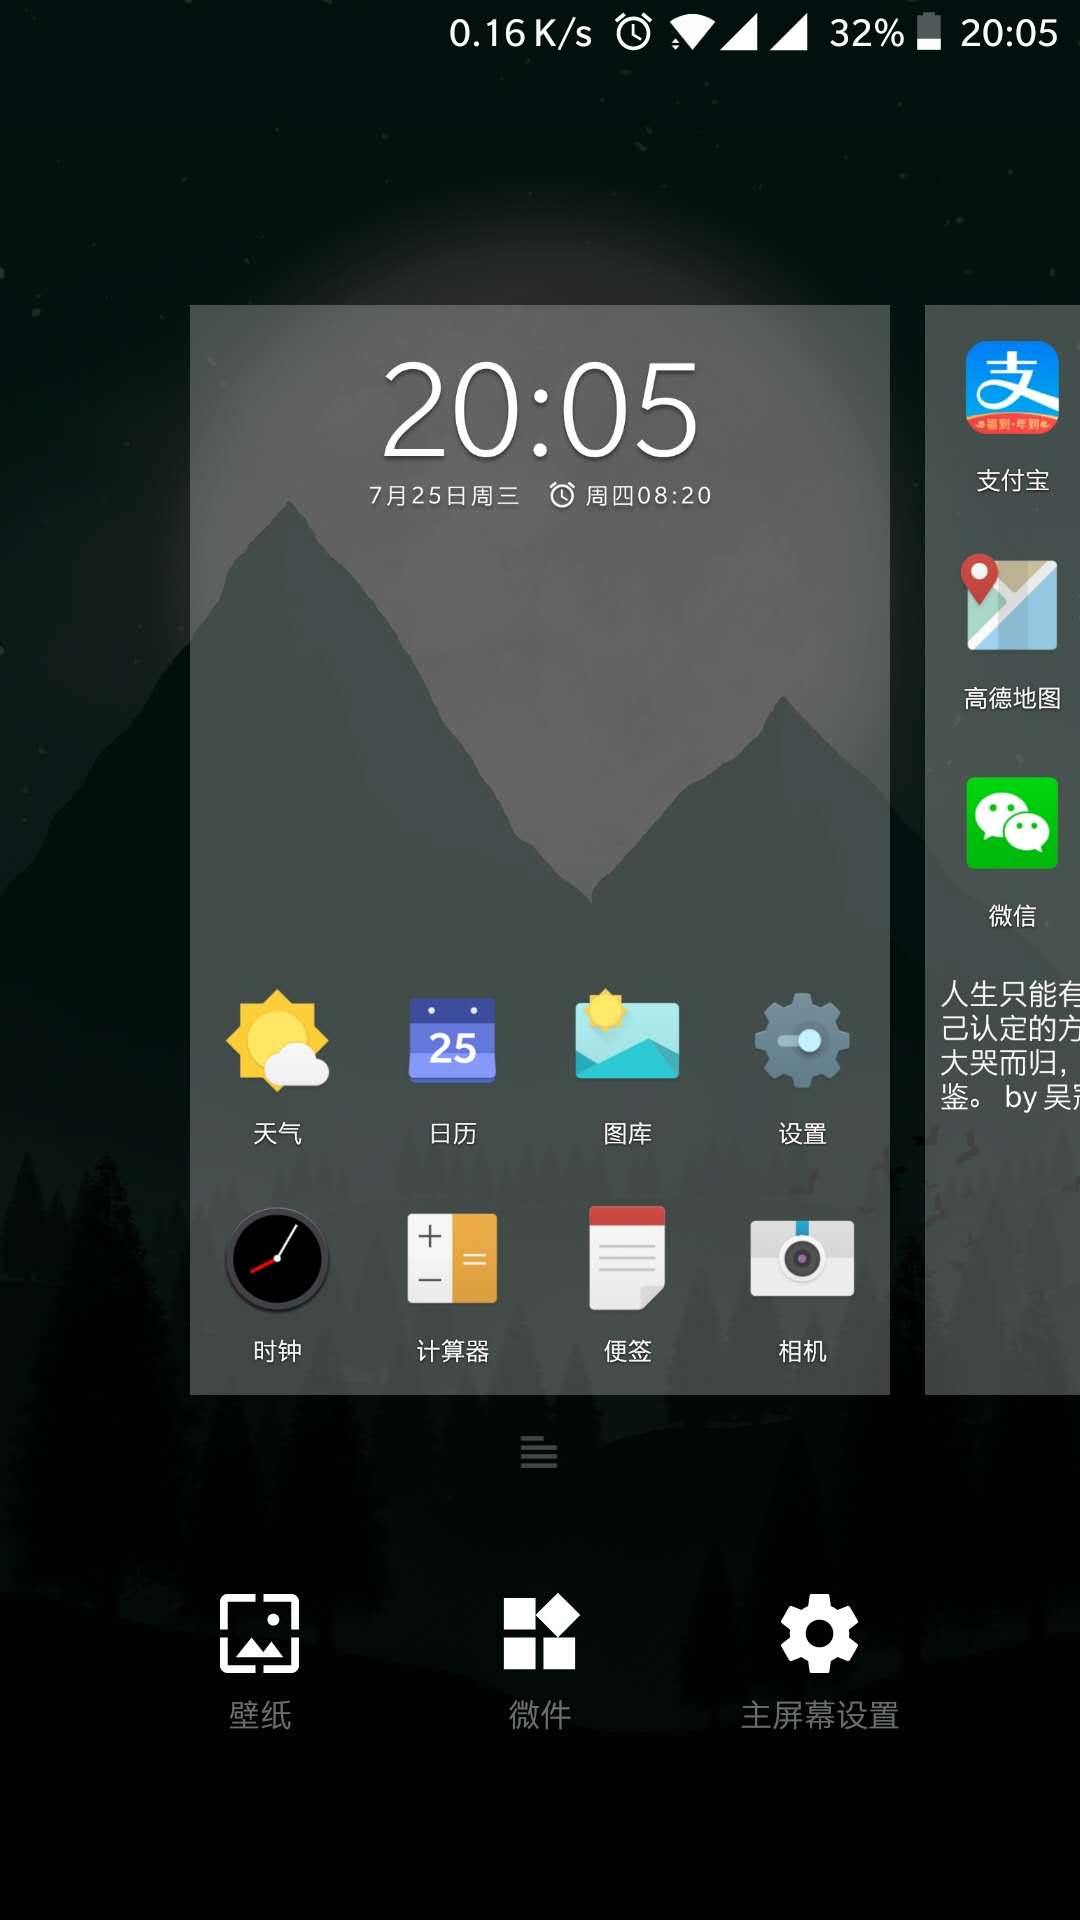 0.16 K/s 32% 20:05
20:05
7月25日周三 周四08:20
福到·年到
支付宝
高德地图
微信
人生只能有
己认定的方
大哭而归，
鉴。 by 吴
25
天气 日历 图库 设置
时钟 计算器 便签 相机
壁纸 微件 主屏幕设置